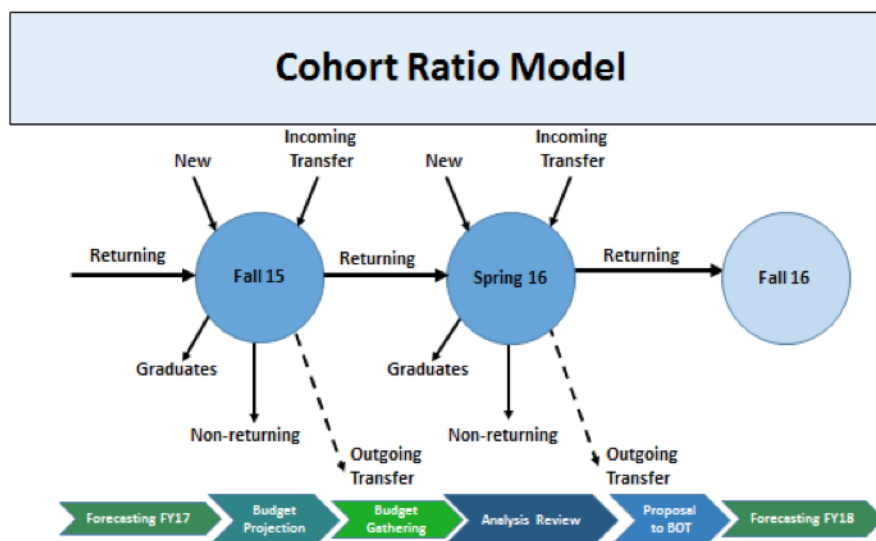 Cohort Ratio Model
New
Incoming
Transfer
New
Incoming
Transfer
Returning
Fall 15
Returning
Spring 16
Returning
Fall 16
Graduates
Non-returning
Outgoing
Transfer
Graduates
Non-returning
Outgoing
Transfer
Forecasting FY17
Budget
Projection
Budget
Gathering
Analysis Review
Proposal
to BOT
Forecasting FY18